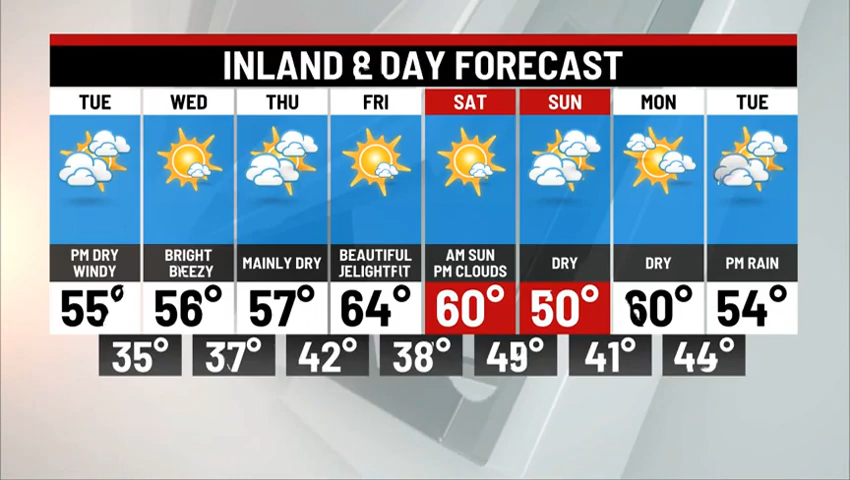 INLAND 8 DAY FORECAST
TUE WED THU FRI SAT SUN MON TUE
PM DRY WINDY
BRIGHT
MAINLY DRY
BEAUTIFUL
AM SUN PM CLOUDS
DRY
DRY
PM RAIN
55° 56° 57° 64° 60° 50° 60° 54°
35° 37° 42° 38° 49° 41° 44°